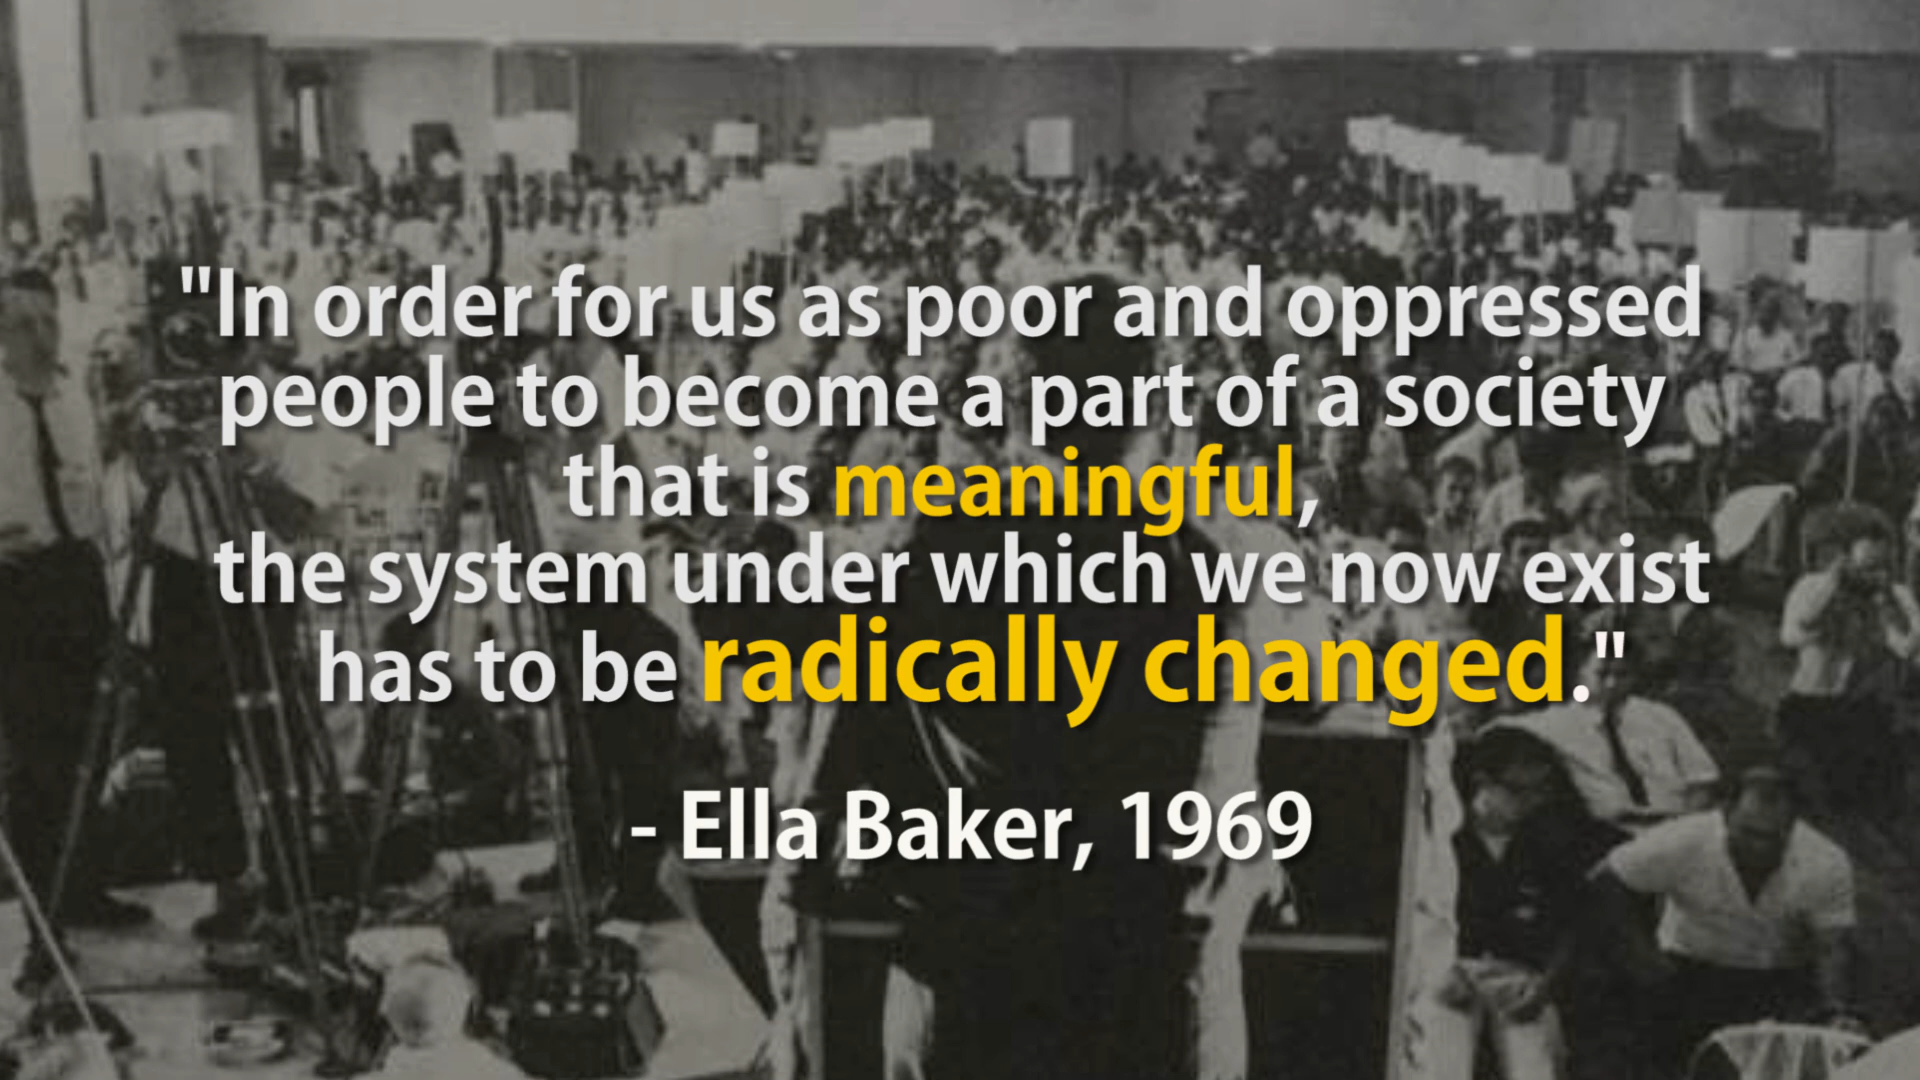 "In order for us as poor and oppressed
people to become a part of a society
that is meaningful,
the system under which we now exist
has to be radically changed."
- Ella Baker, 1969